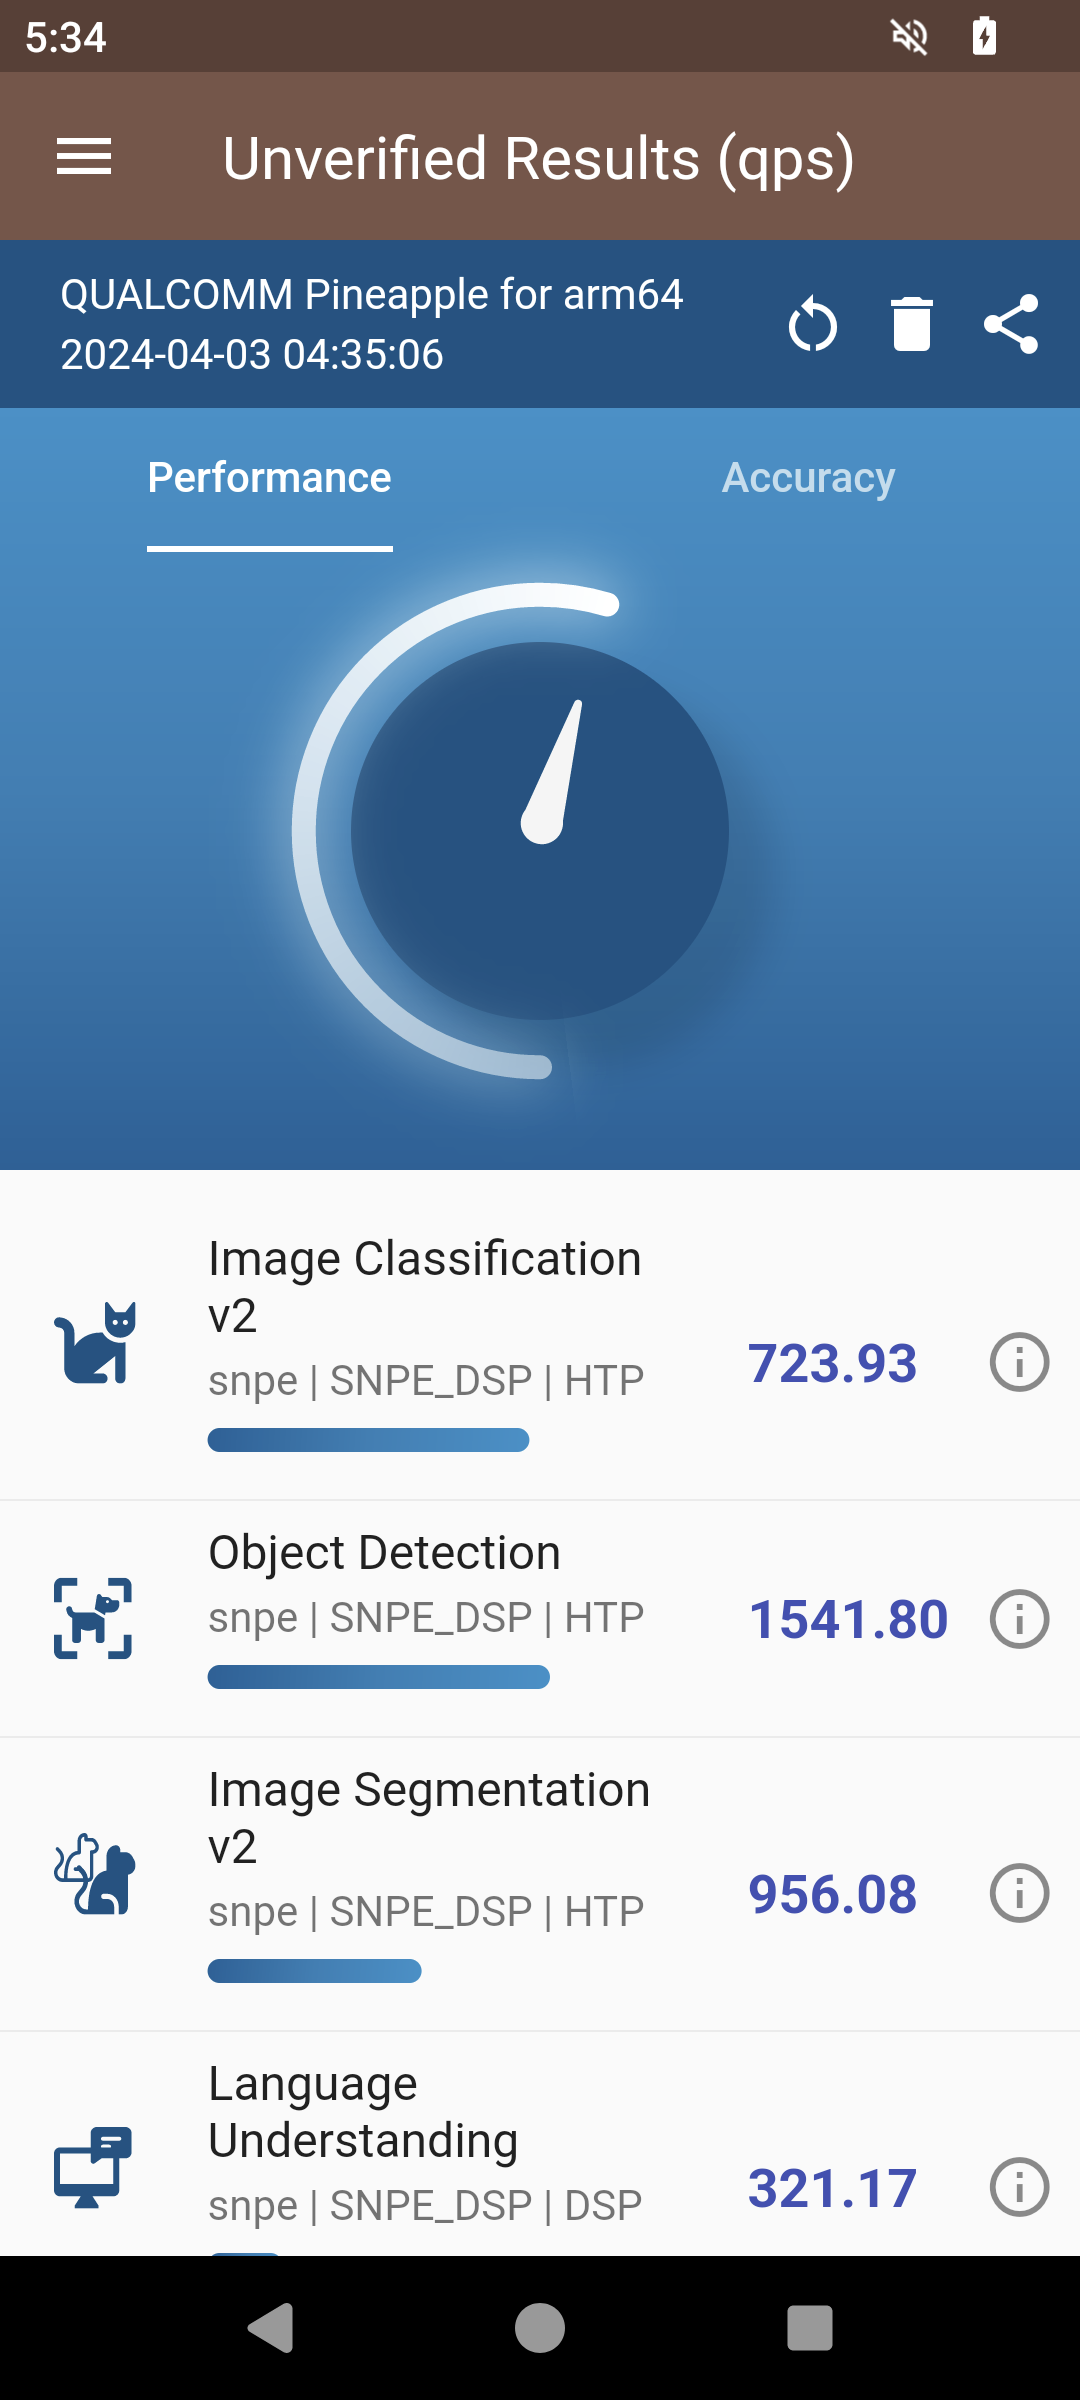 5:34
Unverified Results (qps)
QUALCOMM Pineapple for arm64
2024-04-03 04:35:06
Performance
Accuracy
Image Classification
v2
snpe | SNPE_DSP | HTP
723.93
Object Detection
snpe | SNPE_DSP | HTP
1541.80
Image Segmentation
v2
snpe | SNPE_DSP | HTP
956.08
Language
Understanding
snpe | SNPE_DSP | DSP
321.17